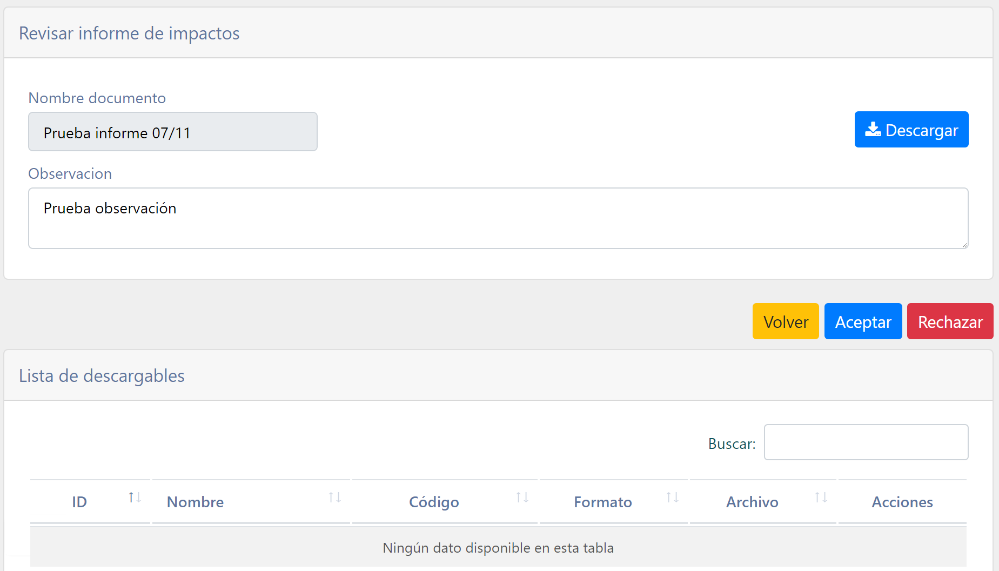 Revisar informe de impactos
Nombre documento
Prueba informe 07/11
Descargar
Observacion
Prueba observación
Volver Aceptar Rechazar
Lista de descargables
Buscar:
ID Nombre Código Formato Archivo Acciones
Ningún dato disponible en esta tabla